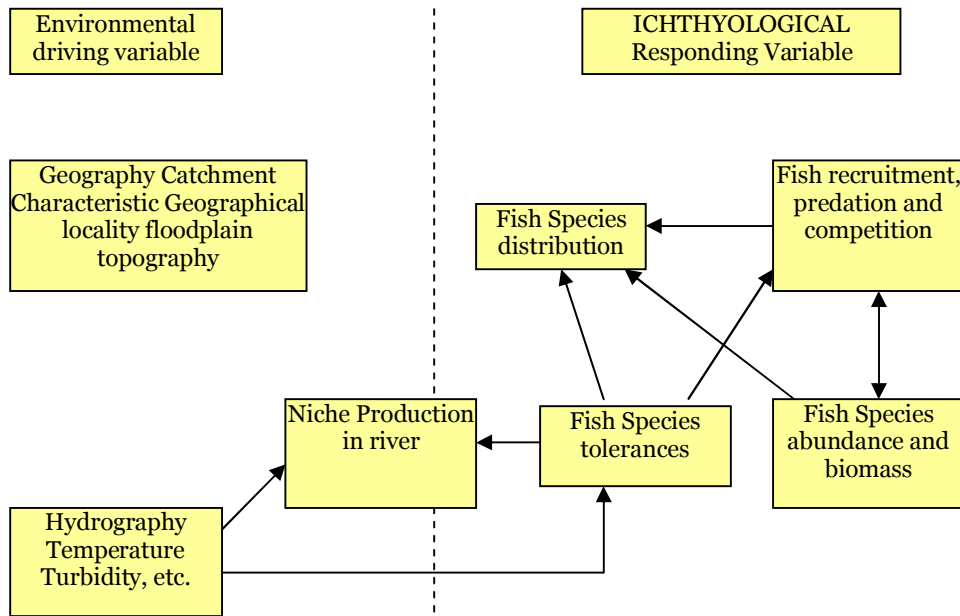 Environmental
driving variable
ICHTHYOLOGICAL
Responding Variable
Geography Catchment
Characteristic Geographical
locality floodplain
topography
Fish Species
distribution
Fish recruitment,
predation and
competition
Niche Production
in river
Fish Species
tolerances
Fish Species
abundance and
biomass
Hydrography
Temperature
Turbidity, etc.